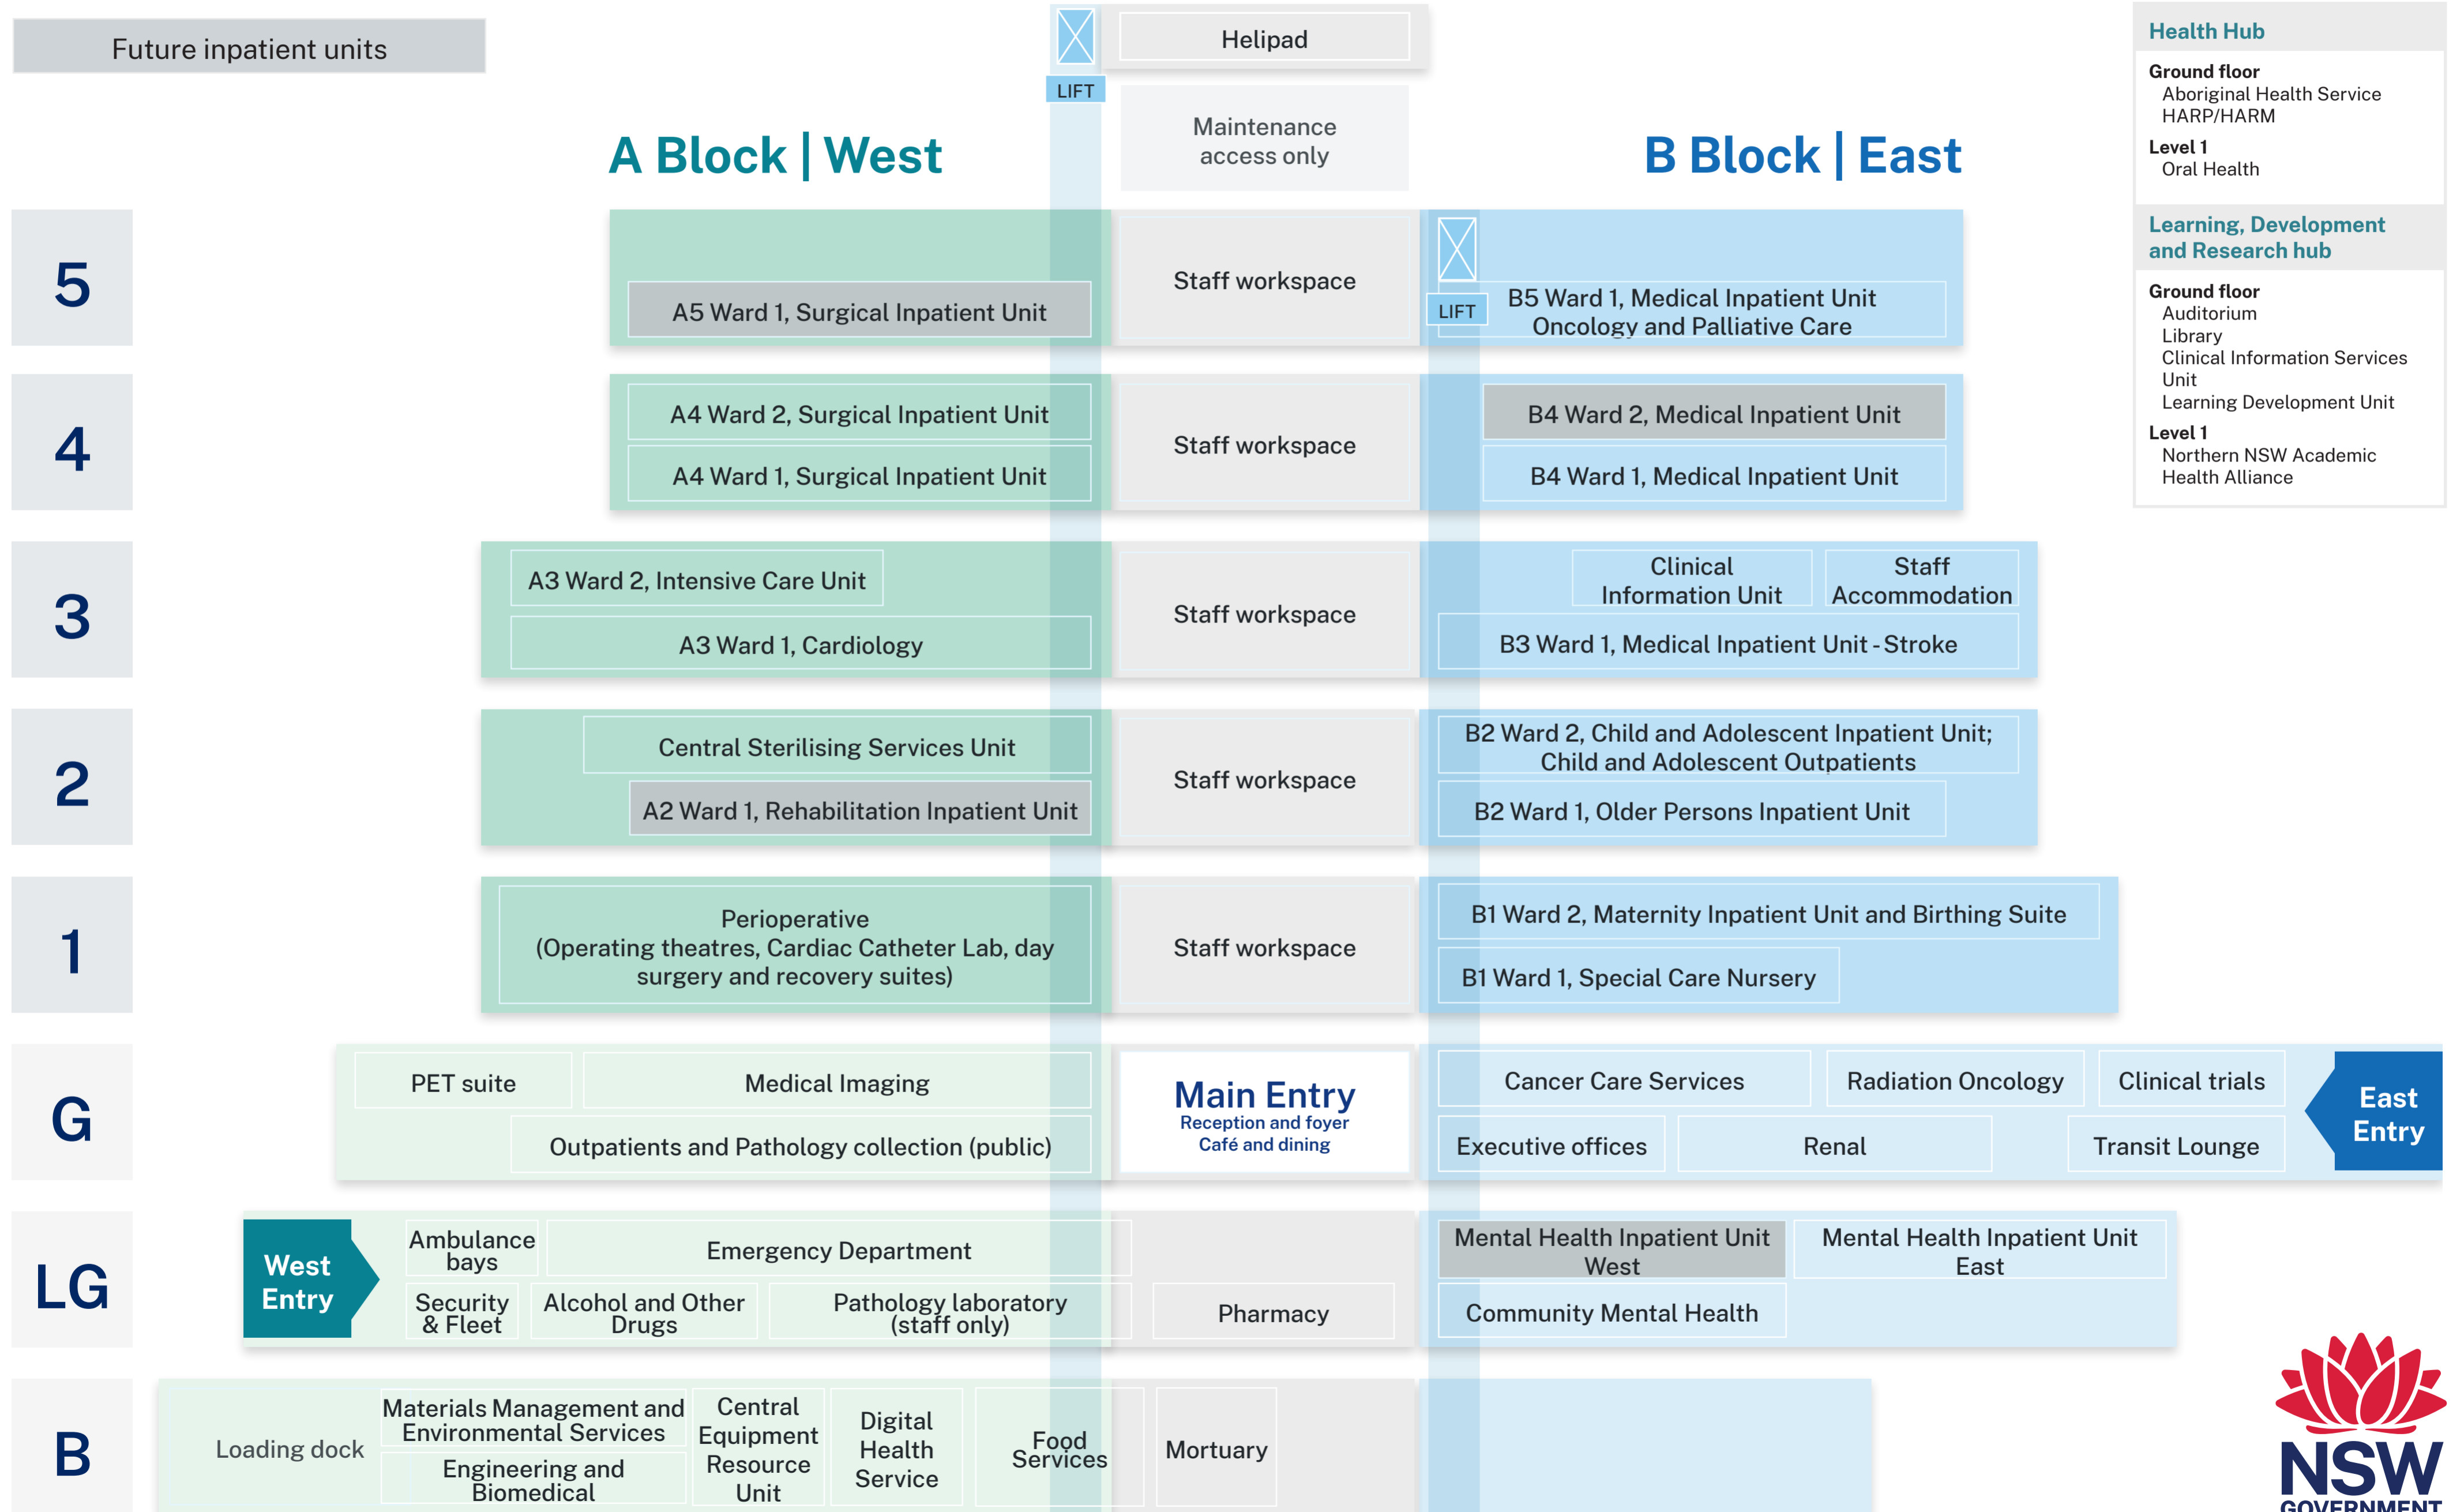 Future inpatient units
Helipad
LIFT
Maintenance
access only
A Block | West
B Block | East
5
A5 Ward 1, Surgical Inpatient Unit
Staff workspace
LIFT
B5 Ward 1, Medical Inpatient Unit
Oncology and Palliative Care
4
A4 Ward 2, Surgical Inpatient Unit
A4 Ward 1, Surgical Inpatient Unit
Staff workspace
B4 Ward 2, Medical Inpatient Unit
B4 Ward 1, Medical Inpatient Unit
3
A3 Ward 2, Intensive Care Unit
A3 Ward 1, Cardiology
Staff workspace
Clinical
Information Unit
Staff
Accommodation
B3 Ward 1, Medical Inpatient Unit - Stroke
2
Central Sterilising Services Unit
A2 Ward 1, Rehabilitation Inpatient Unit
Staff workspace
B2 Ward 2, Child and Adolescent Inpatient Unit;
Child and Adolescent Outpatients
B2 Ward 1, Older Persons Inpatient Unit
1
Perioperative
(Operating theatres, Cardiac Catheter Lab, day
surgery and recovery suites)
Staff workspace
B1 Ward 2, Maternity Inpatient Unit and Birthing Suite
B1 Ward 1, Special Care Nursery
G
PET suite
Medical Imaging
Outpatients and Pathology collection (public)
Main Entry
Reception and foyer
Café and dining
Cancer Care Services
Radiation Oncology
Clinical trials
Executive offices
Renal
Transit Lounge
East
Entry
LG
West
Entry
Ambulance
bays
Emergency Department
Security
& Fleet
Alcohol and Other
Drugs
Pathology laboratory
(staff only)
Pharmacy
Mental Health Inpatient Unit
West
Mental Health Inpatient Unit
East
Community Mental Health
B
Loading dock
Materials Management and
Environmental Services
Engineering and
Biomedical
Central
Equipment
Resource
Unit
Digital
Health
Service
Food
Services
Mortuary
Health Hub
Ground floor
Aboriginal Health Service
HARP/HARM
Level 1
Oral Health
Learning, Development
and Research hub
Ground floor
Auditorium
Library
Clinical Information Services
Unit
Learning Development Unit
Level 1
Northern NSW Academic
Health Alliance
NSW
GOVERNMENT